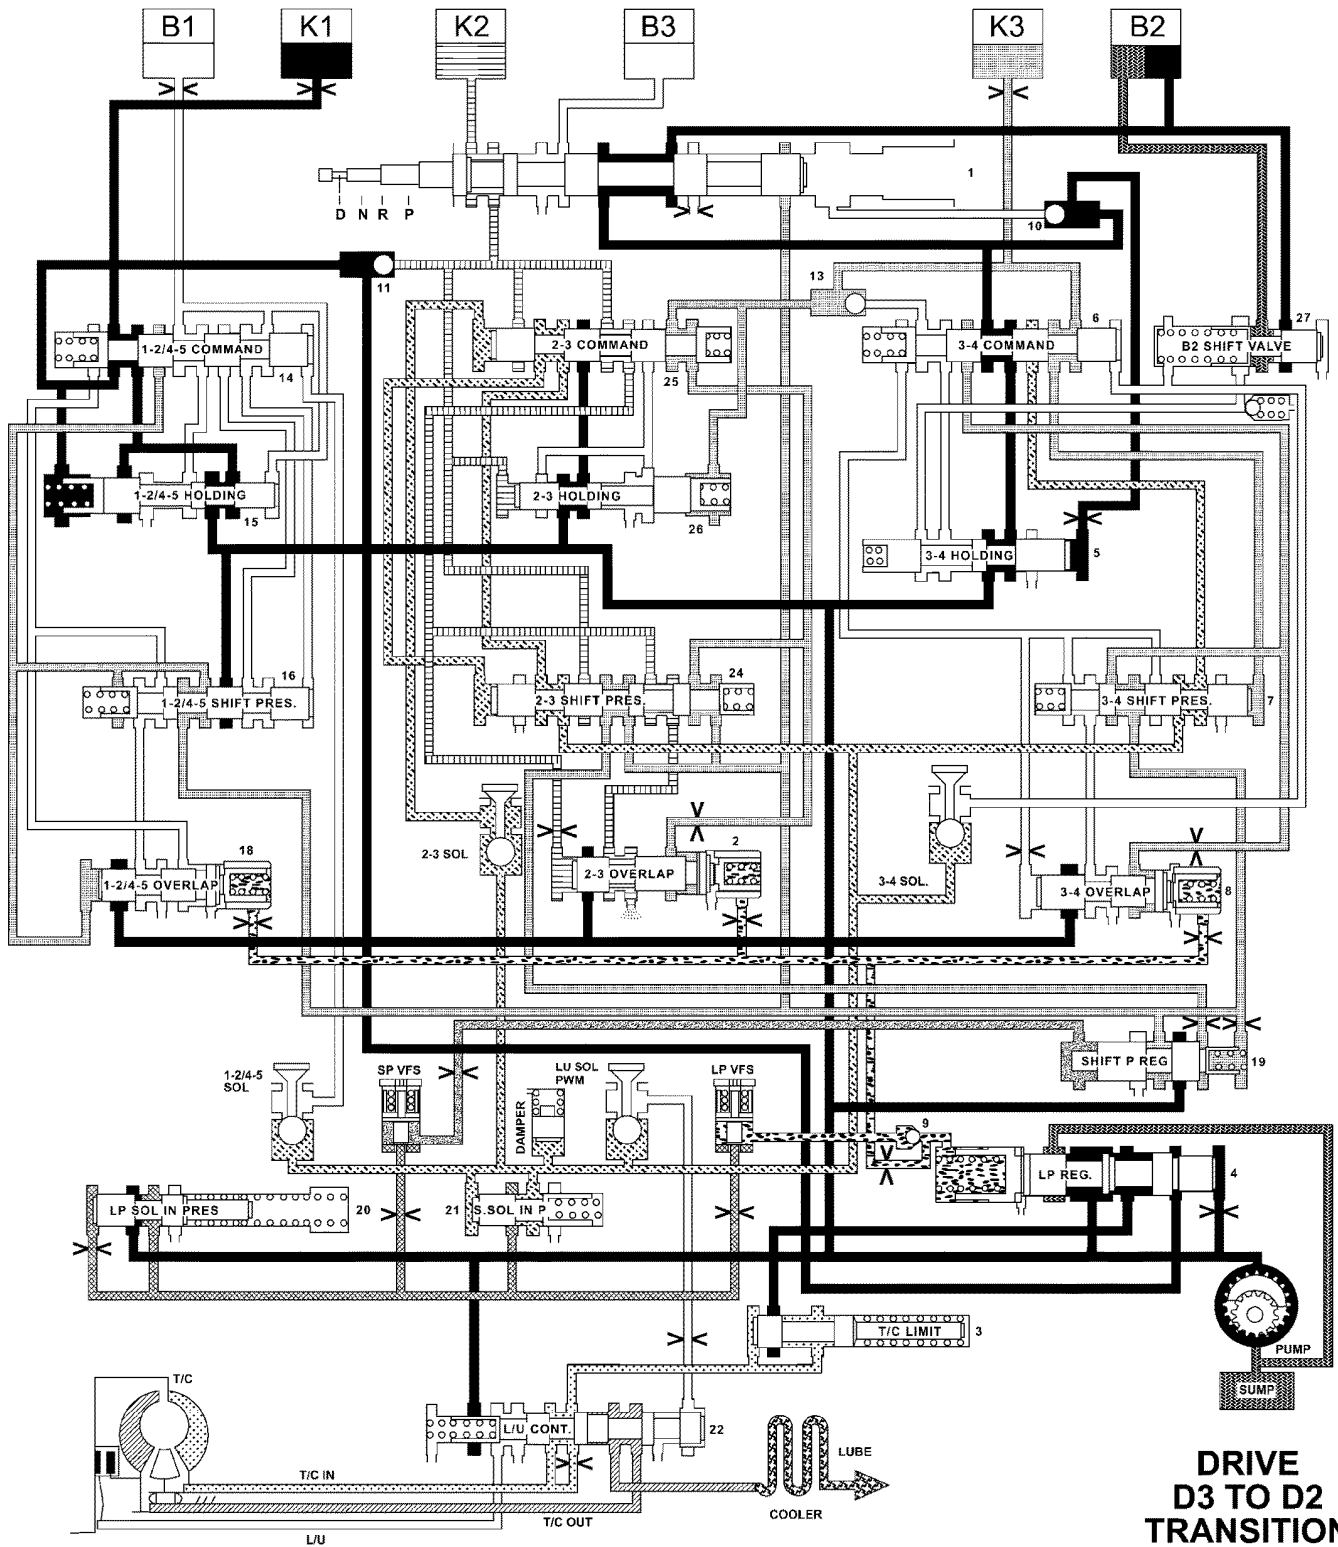 B1
K1
K2
B3
K3
B2
1
D N R P
10
11
13
6
27
1-2/4-5 COMMAND
2-3 COMMAND
3-4 COMMAND
B2 SHIFT VALVE
14
25
1-2/4-5 HOLDING
2-3 HOLDING
15
26
3-4 HOLDING
5
16
24
1-2/4-5 SHIFT PRES.
2-3 SHIFT PRES.
3-4 SHIFT PRES.
7
18
2-3 SOL
2
3-4 SOL.
1-2/4-5 OVERLAP
2-3 OVERLAP
3-4 OVERLAP
8
SHIFT P REG
19
1-2/4-5
SOL
SP VFS
LU SOL
PWM
LP VFS
DAMPER
9
LP REG.
4
LP SOL IN PRES
20
21
S.SOL IN P
T/C LIMIT
3
PUMP
SUMP
T/C
L/U CONT.
22
LUBE
T/C IN
COOLER
T/C OUT
L/U
DRIVE
D3 TO D2
TRANSITION